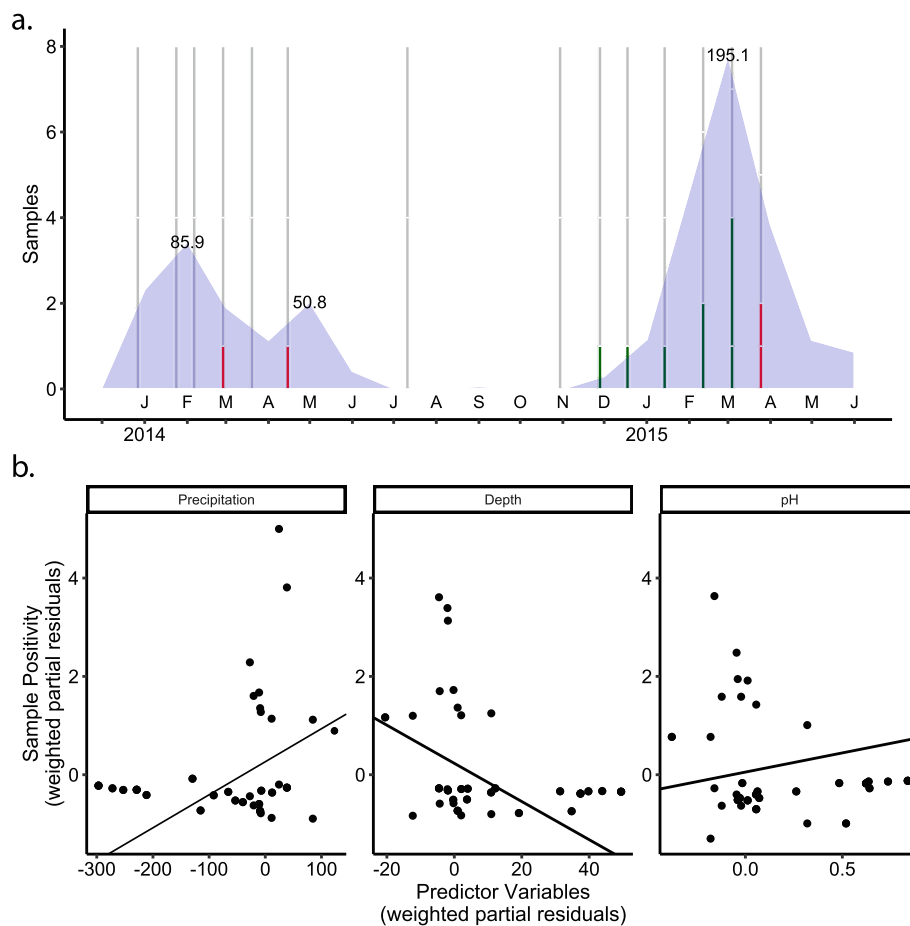 a.
8
195.1
6
Samples
4
85.9
50.8
2
0
J F M A M J J A S O N D J F M A M J
2014 2015
b.
Precipitation Depth pH
Sample Positivity
(weighted partial residuals)
4 4 4
2 2 2
0 0 0
-300 -200 -100 0 100 -20 0 20 40 0.0 0.5
Predictor Variables
(weighted partial residuals)